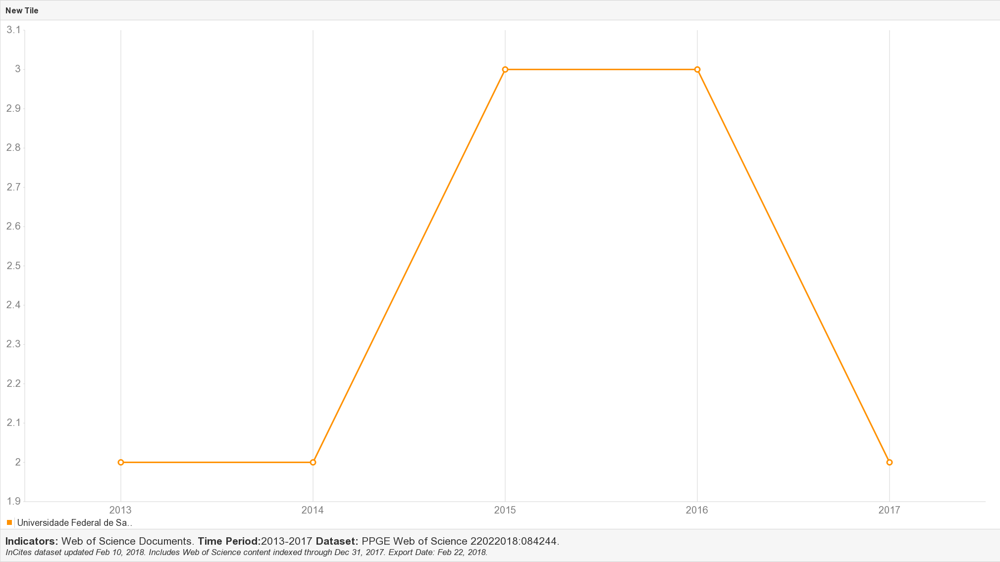 New Tile
3.1
3
2.9
2.8
2.7
2.6
2.5
2.4
2.3
2.2
2.1
2
1.9
2013 2014 2015 2016 2017
Universidade Federal de Sa..
Indicators: Web of Science Documents. Time Period:2013-2017 Dataset: PPGE Web of Science 22022018:084244.
InCites dataset updated Feb 10, 2018. Includes Web of Science content indexed through Dec 31, 2017. Export Date: Feb 22, 2018.